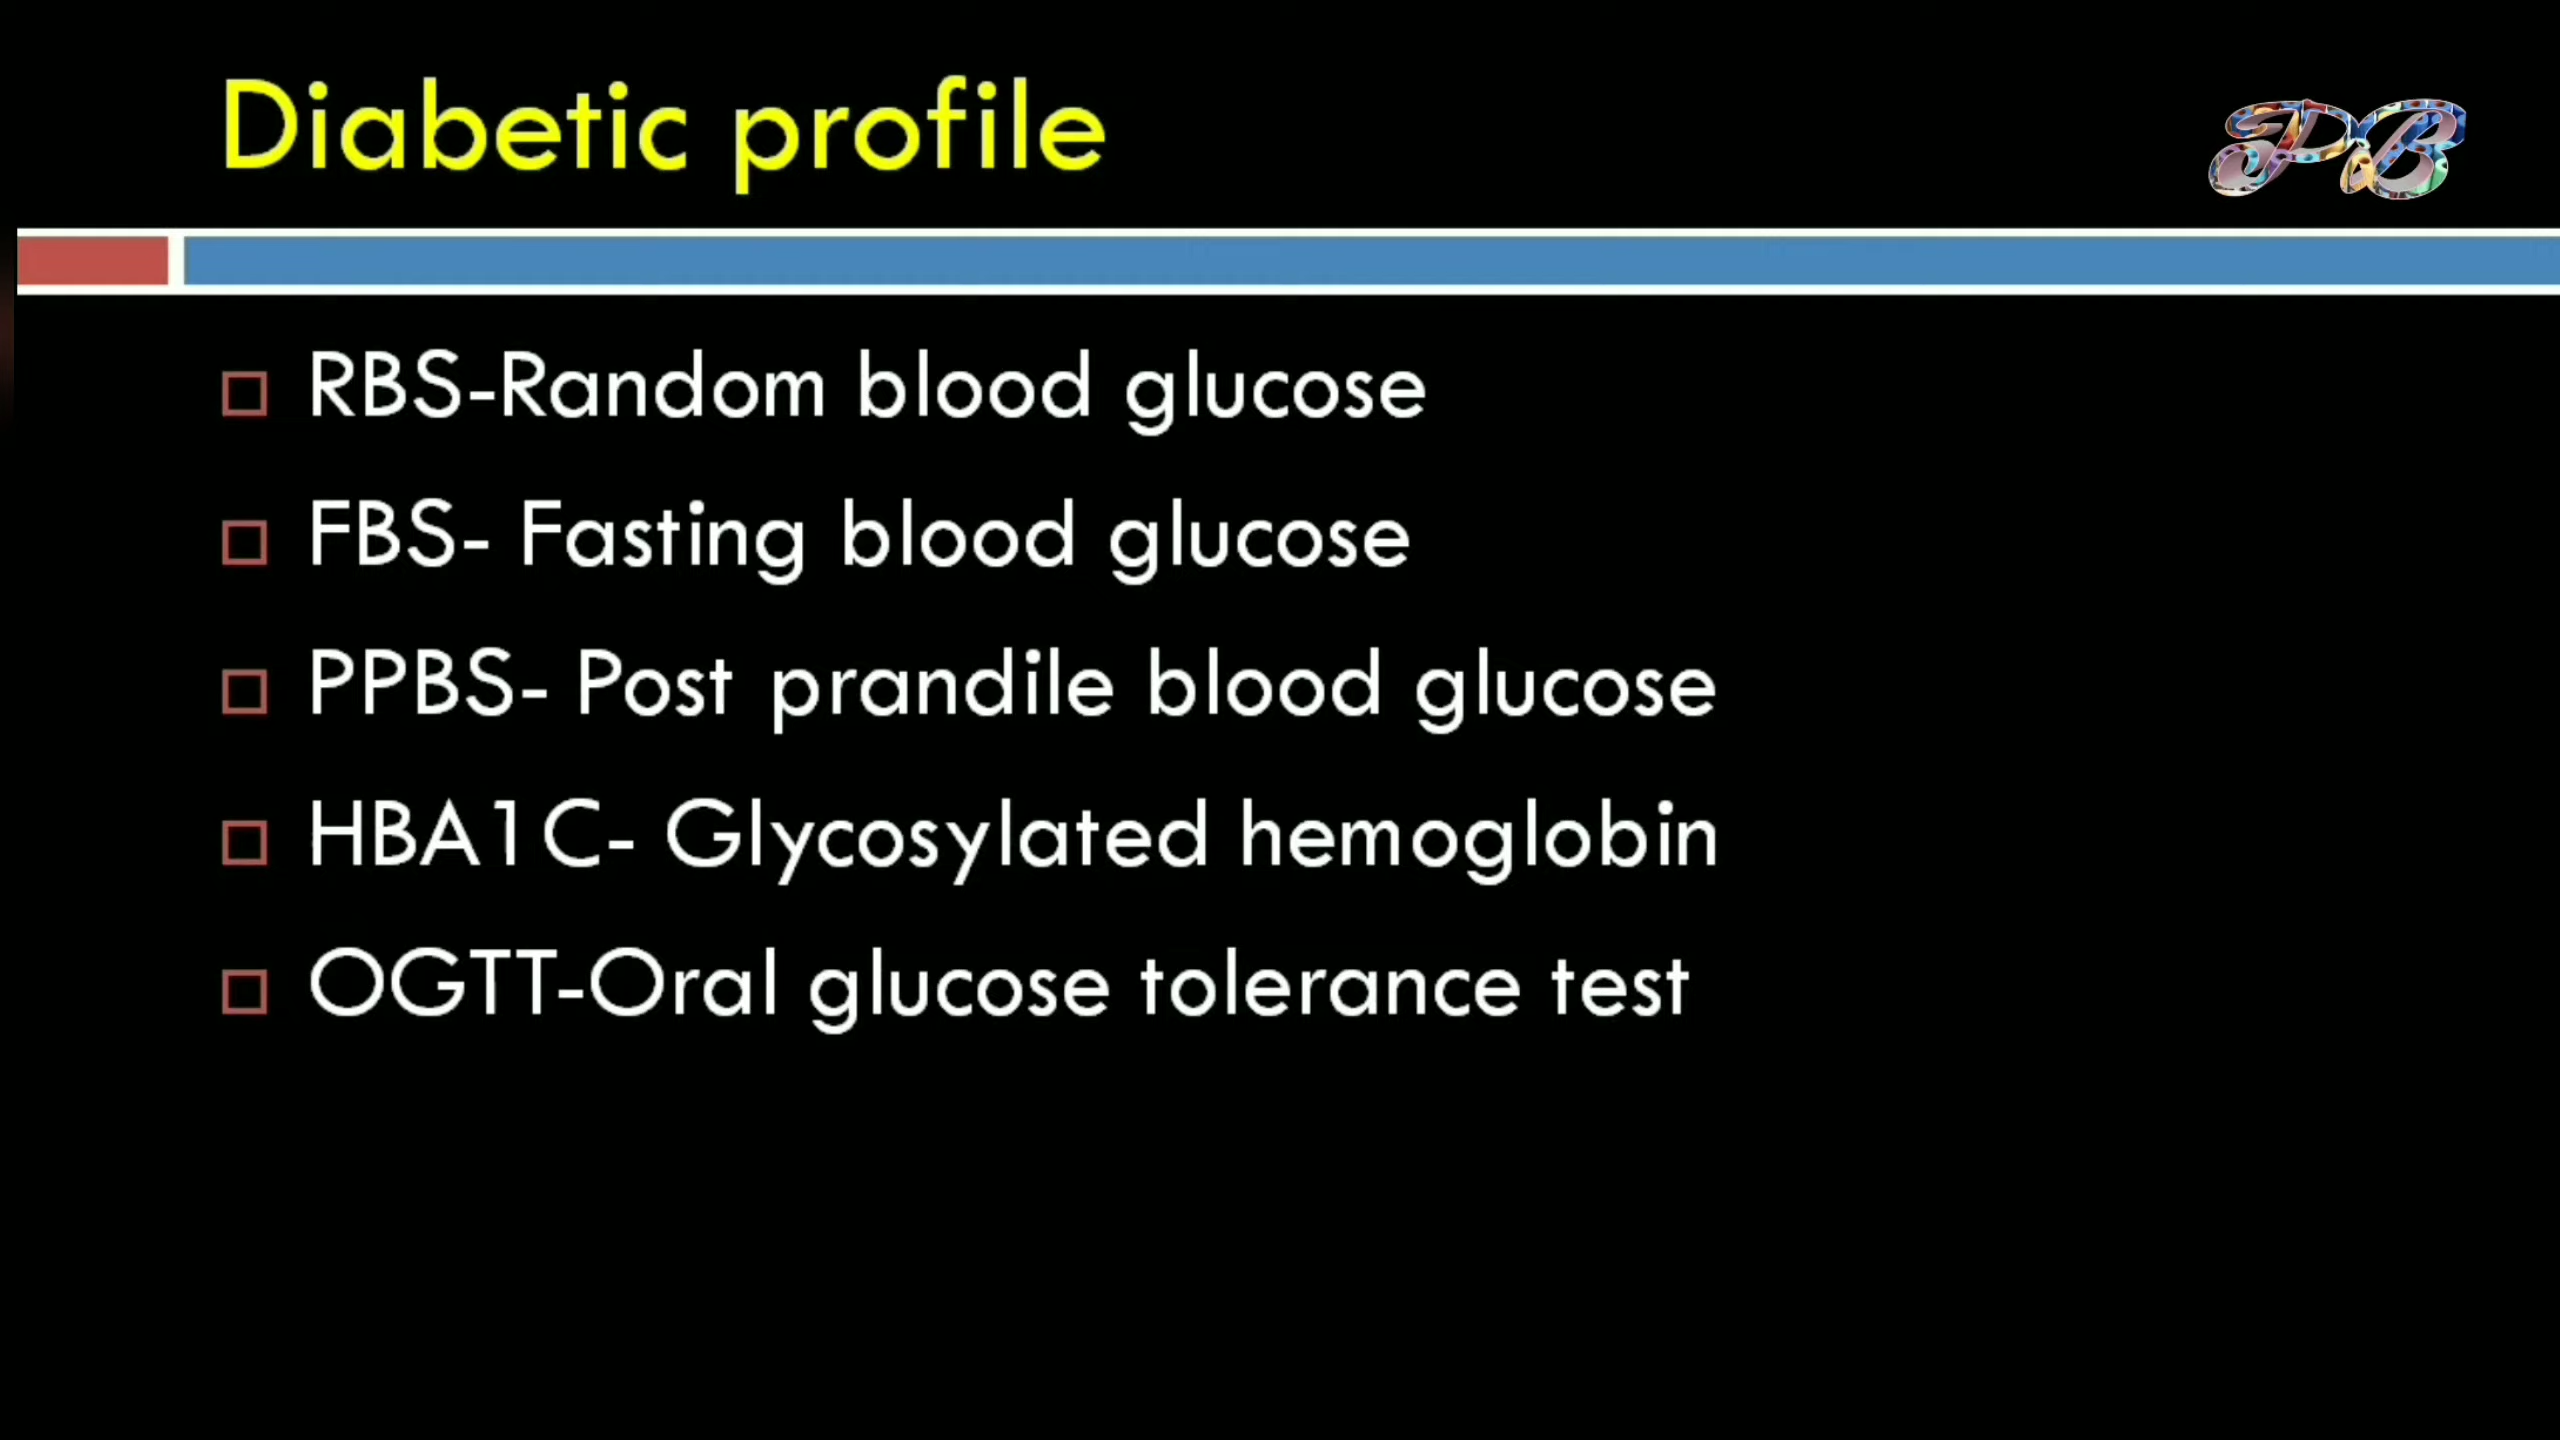 Diabetic profile
PB
RBS-Random blood glucose
FBS- Fasting blood glucose
PPBS- Post prandile blood glucose
HBA1C- Glycosylated hemoglobin
OGTT-Oral glucose tolerance test